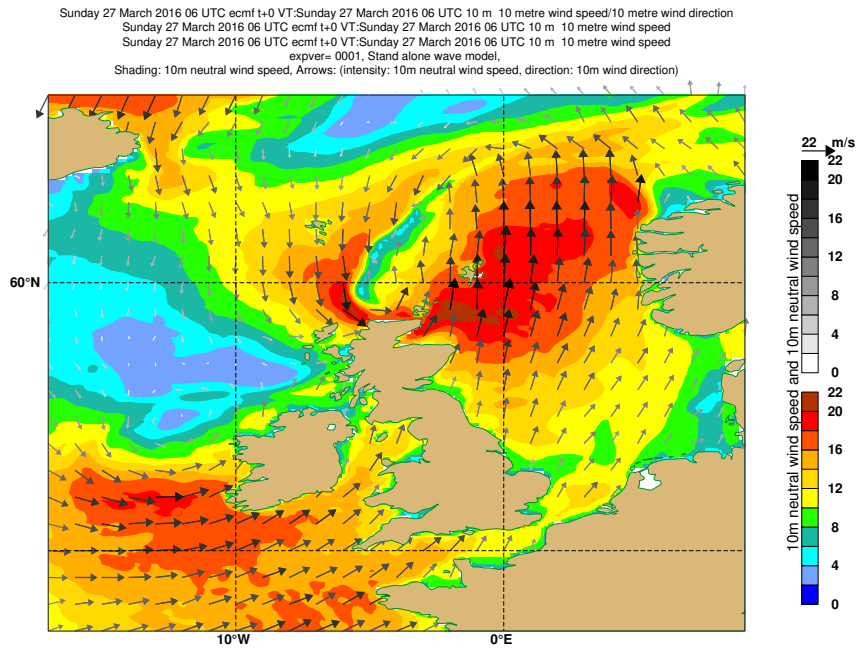 Sunday 27 March 2016 06 UTC ecmf t+0 VT:Sunday 27 March 2016 06 UTC 10 m 10 metre wind speed/10 metre wind direction
Sunday 27 March 2016 06 UTC ecmf t+0 VT:Sunday 27 March 2016 06 UTC 10 m 10 metre wind speed
Sunday 27 March 2016 06 UTC ecmf t+0 VT:Sunday 27 March 2016 06 UTC 10 m 10 metre wind speed
expver= 0001, Stand alone wave model,
Shading: 10m neutral wind speed, Arrows: (intensity: 10m neutral wind speed, direction: 10m wind direction)
22 m/s
22
20
16
12
8
4
0
22
20
16
12
8
4
0
10m neutral wind speed and 10m neutral wind speed
60°N
10°W
0°E